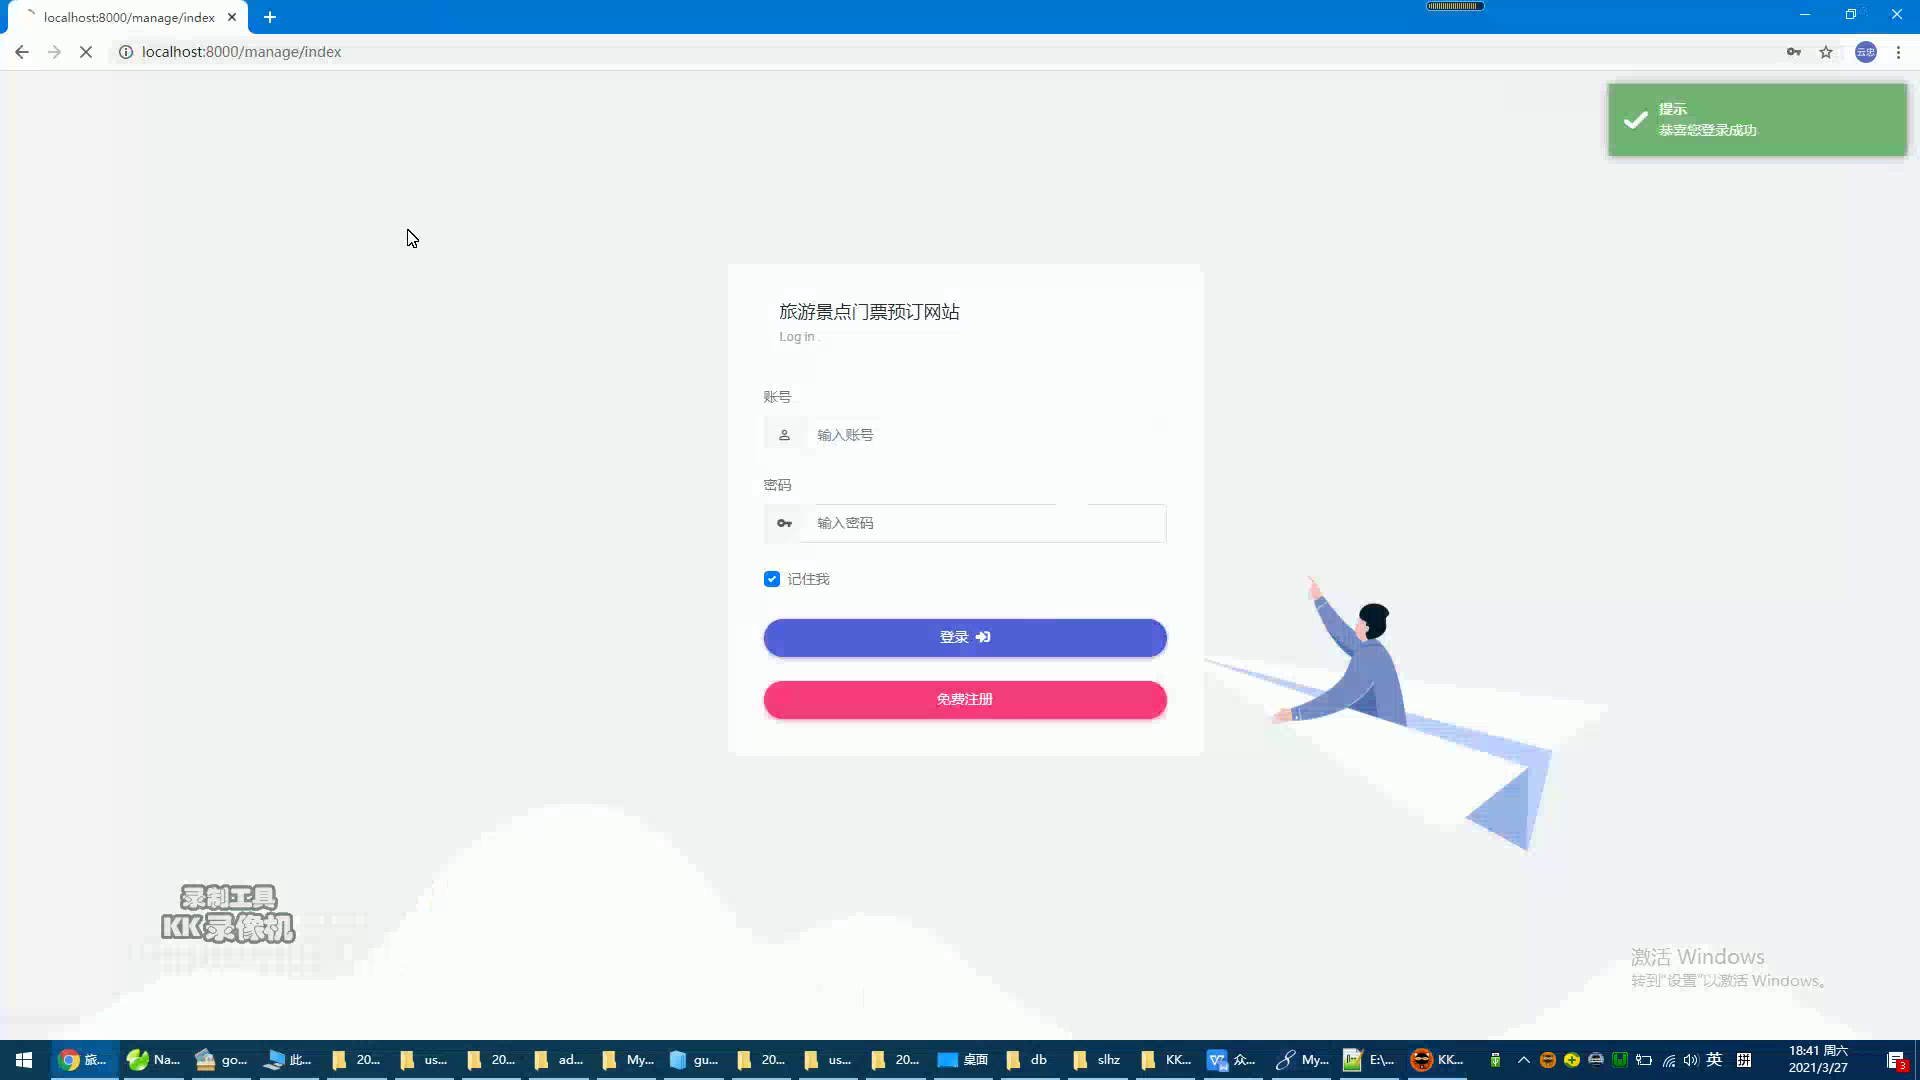 localhost:8000/manage/index
localhost:8000/manage/index
云忠
提示
恭喜您登录成功
旅游景点门票预订网站
Log in .
账号
输入账号
密码
输入密码
记住我
登录
免费注册
录制工具
KK录像机
激活 Windows
转到"设置"以激活 Windows。
旅... Na... go... 此... 20... us... 20... ad... My... gu... 20... us... 20... 桌面 db slhz KK... 众... My... E:\... KK... 英 拼
18:41 周六
2021/3/27
3